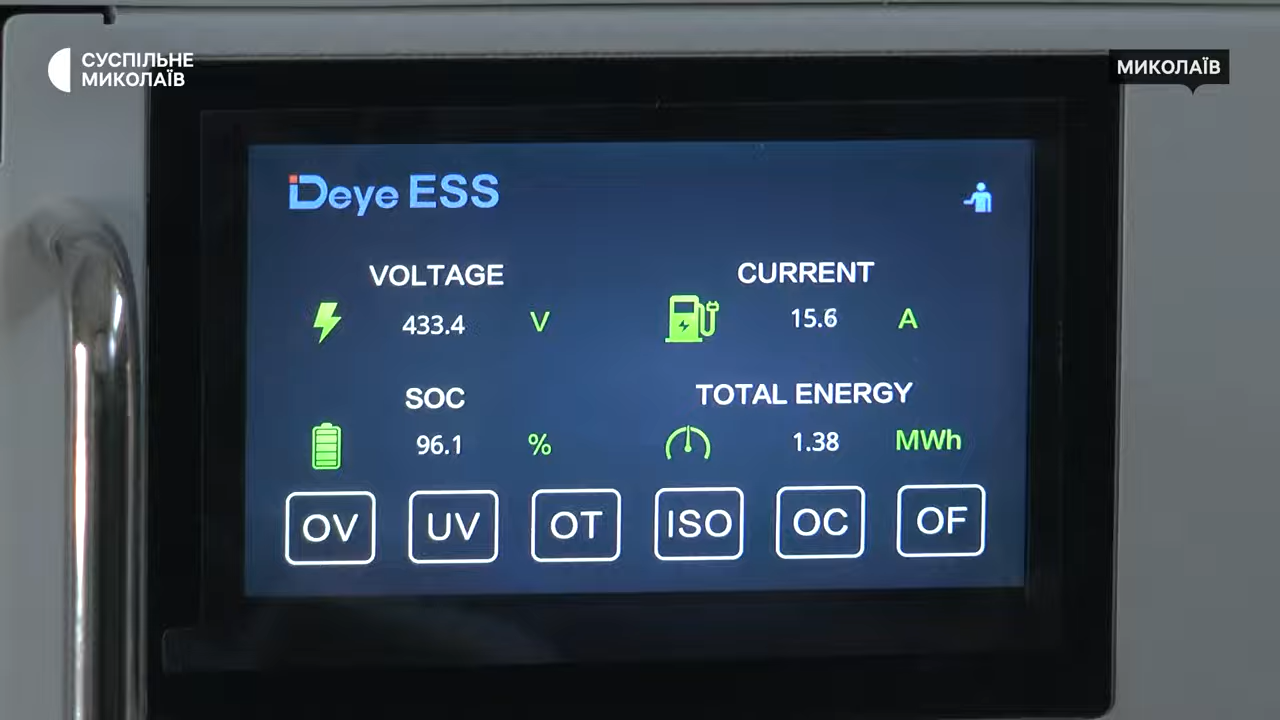 СУСПІЛЬНЕ
МИКОЛАЇВ
МИКОЛАЇВ
Deye ESS
VOLTAGE
433.4 V
CURRENT
15.6 A
SOC
96.1 %
TOTAL ENERGY
1.38 MWh
OV UV OT ISO OC OF